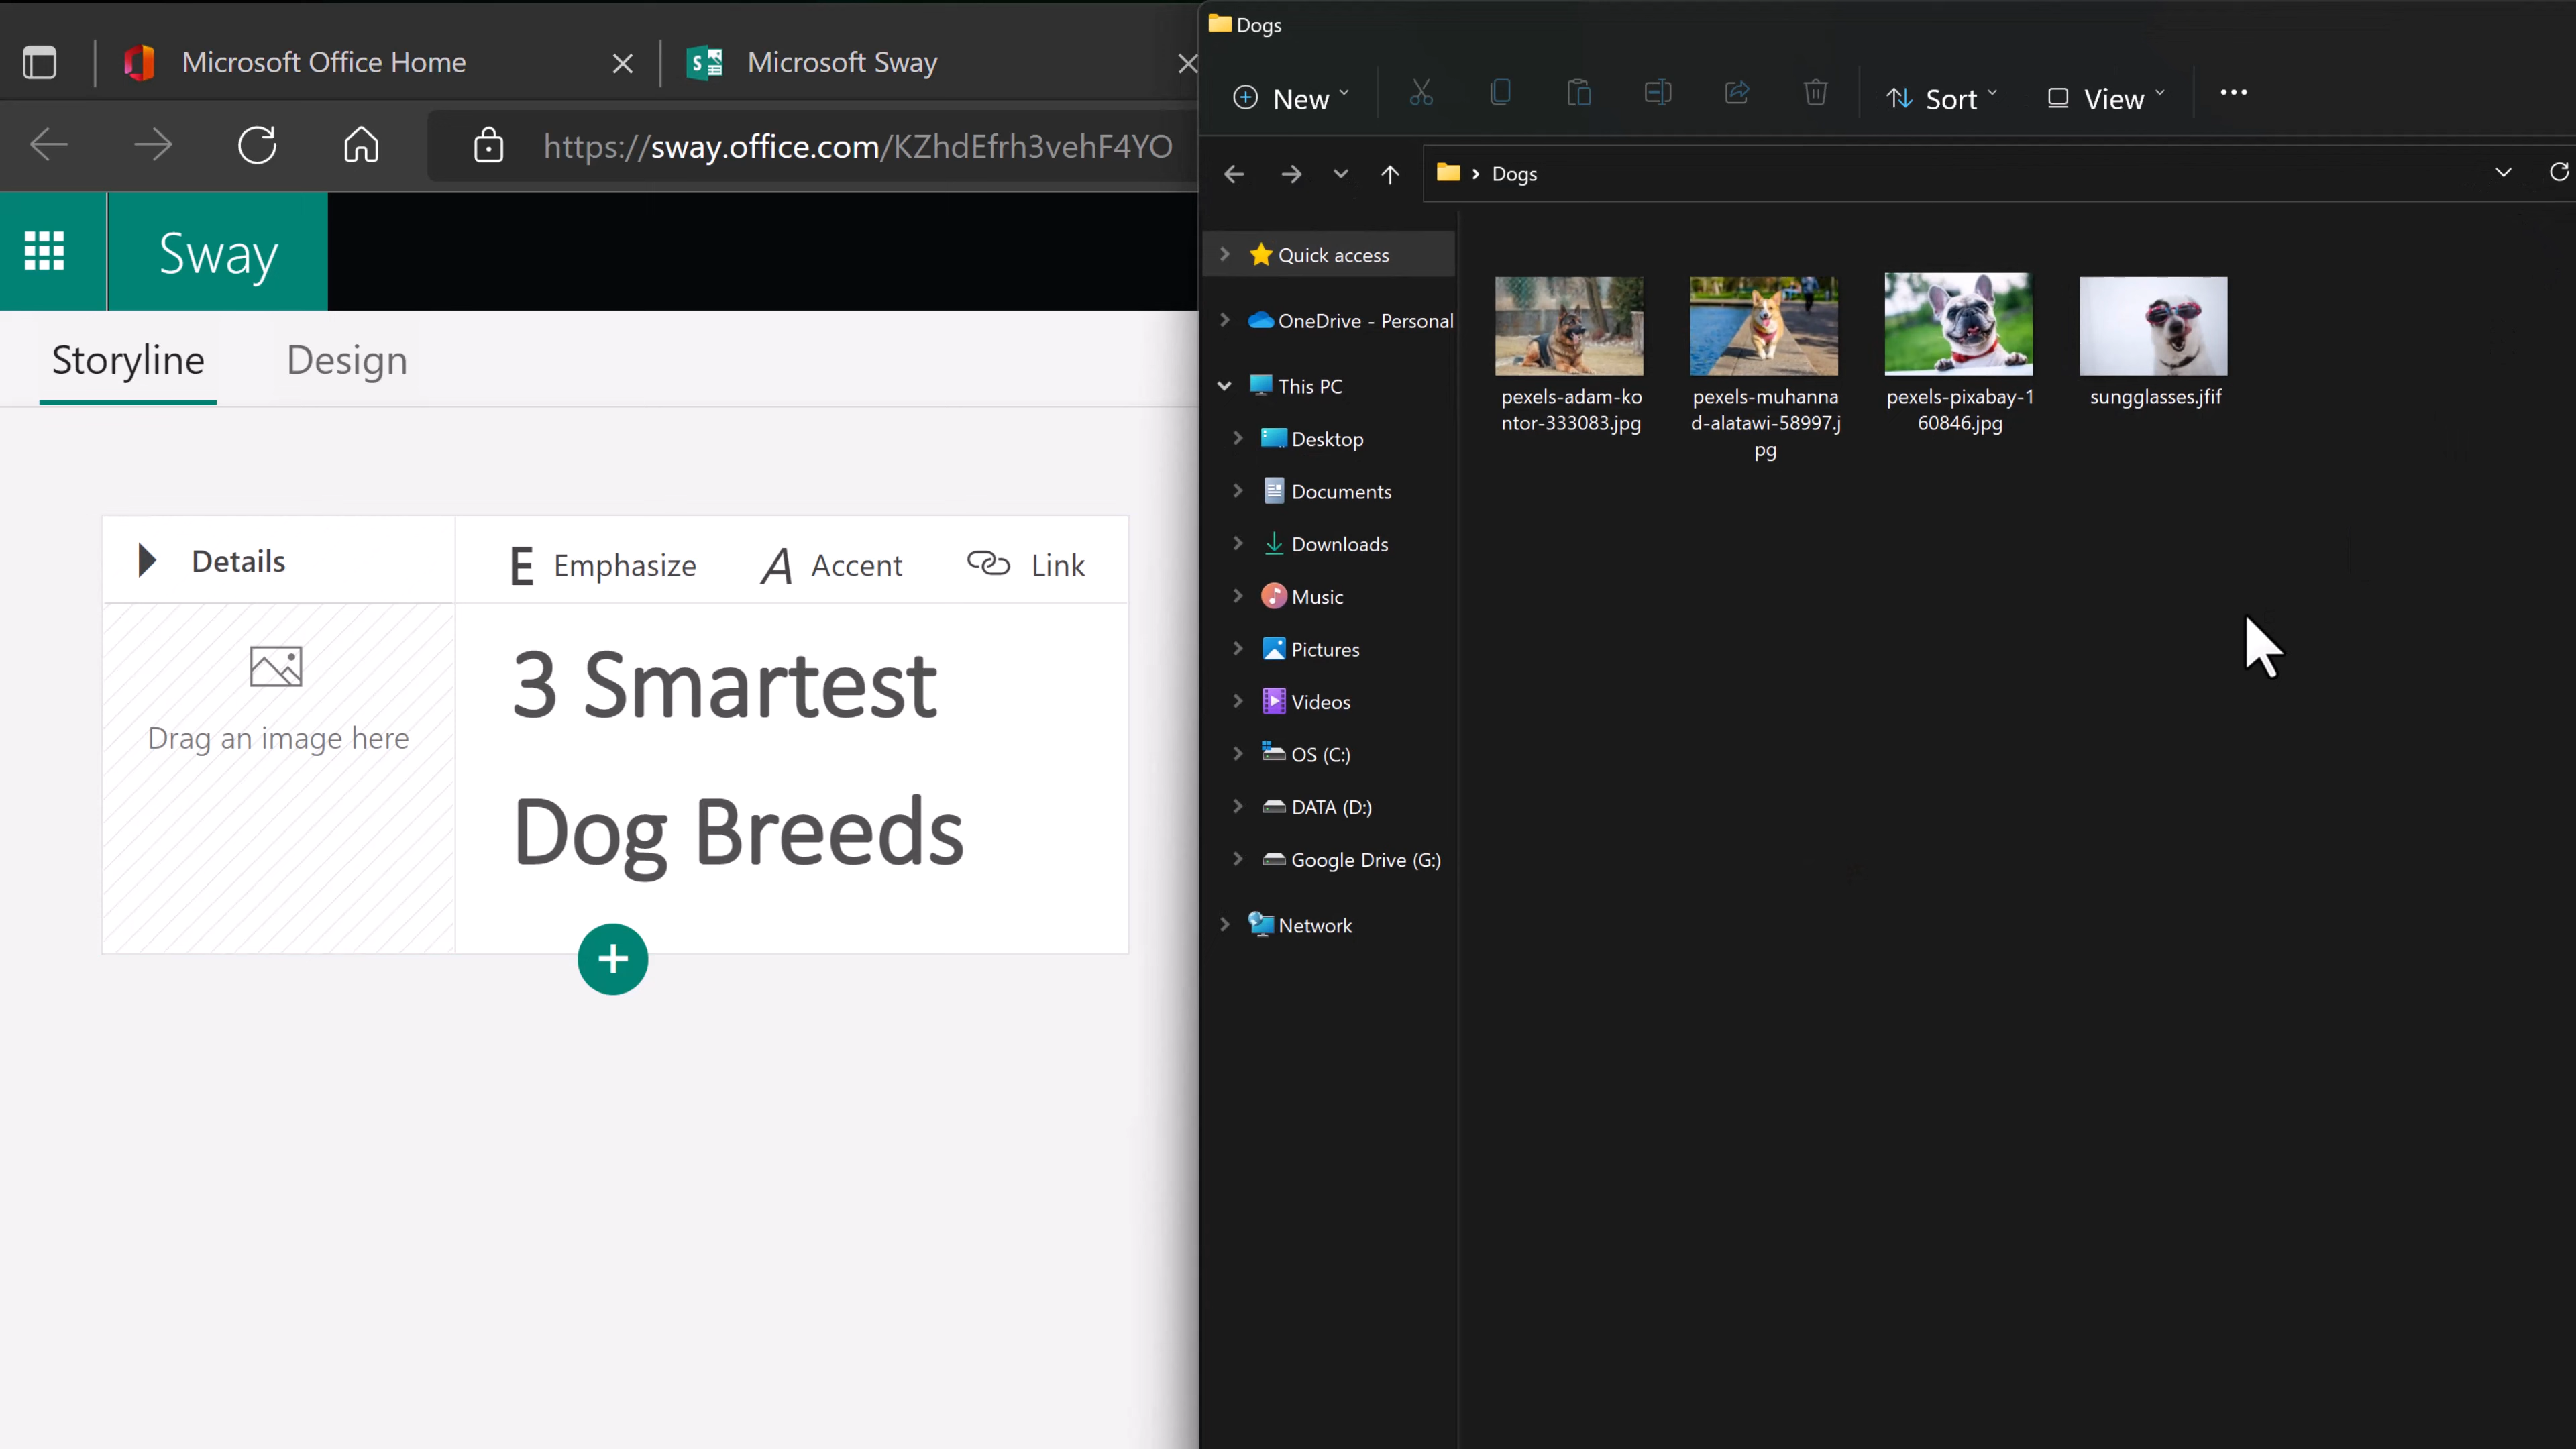 Microsoft Office Home
Microsoft Sway
https://sway.office.com/KZhdEfrh3vehF4YO
Sway
Storyline
Design
Details
E Emphasize
A Accent
Link
Drag an image here
3 Smartest
Dog Breeds
Dogs
New
Sort
View
Dogs
Quick access
OneDrive - Personal
This PC
Desktop
Documents
Downloads
Music
Pictures
Videos
OS (C:)
DATA (D:)
Google Drive (G:)
Network
pexels-adam-ko
ntor-333083.jpg
pexels-muhanna
d-alatawi-58997.j
pg
pexels-pixabay-1
60846.jpg
sungglasses.jfif